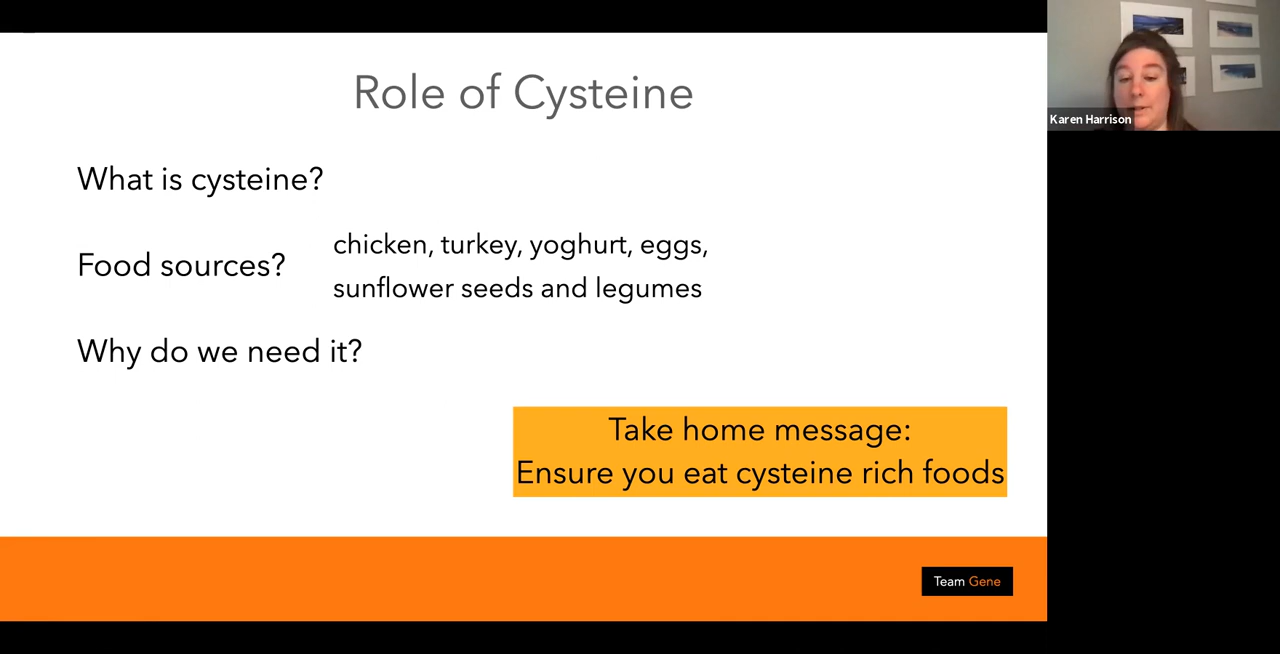 Role of Cysteine
What is cysteine?
Food sources?
chicken, turkey, yoghurt, eggs,
sunflower seeds and legumes
Why do we need it?
Take home message:
Ensure you eat cysteine rich foods
Team Gene
Karen Harrison